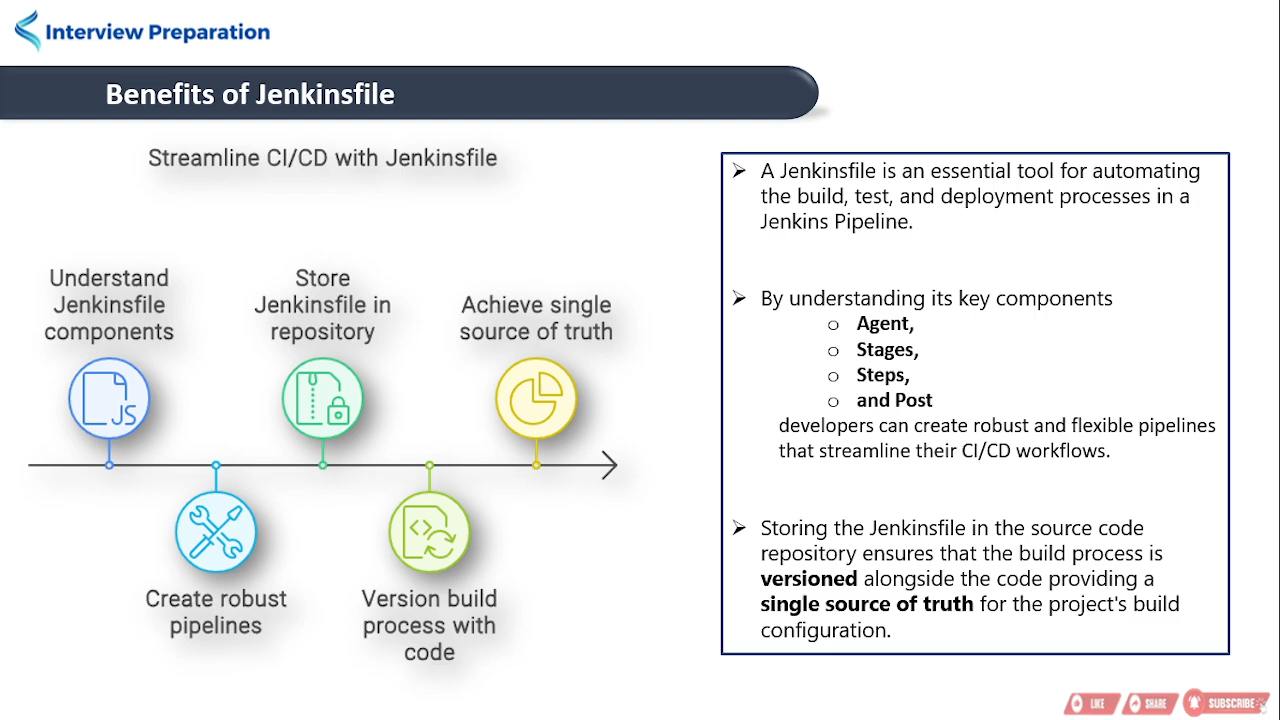 Interview Preparation
Benefits of Jenkinsfile
Streamline CI/CD with Jenkinsfile
Understand
Jenkinsfile
components
Store
Jenkinsfile in
repository
Achieve single
source of truth
JS
Create robust
pipelines
Version build
process with
code
➢ A Jenkinsfile is an essential tool for automating
the build, test, and deployment processes in a
Jenkins Pipeline.
➢ By understanding its key components
o Agent,
o Stages,
o Steps,
o and Post
developers can create robust and flexible pipelines
that streamline their CI/CD workflows.
➢ Storing the Jenkinsfile in the source code
repository ensures that the build process is
versioned alongside the code providing a
single source of truth for the project's build
configuration.
LIKE
SHARE
SUBSCRIBE